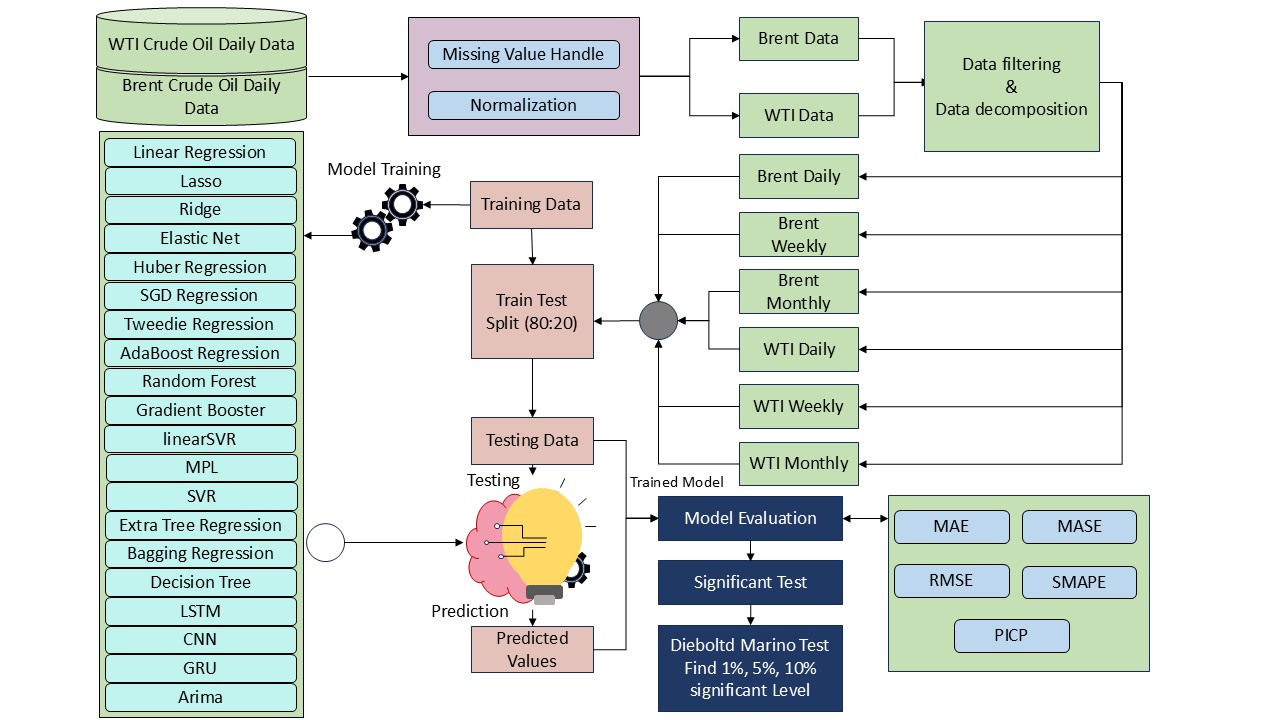 WTI Crude Oil Daily Data
Brent Crude Oil Daily
Data
Missing Value Handle
Normalization
Brent Data
WTI Data
Data filtering
&
Data decomposition
Linear Regression
Lasso
Ridge
Elastic Net
Huber Regression
SGD Regression
Tweedie Regression
AdaBoost Regression
Random Forest
Gradient Booster
linearSVR
MPL
SVR
Extra Tree Regression
Bagging Regression
Decision Tree
LSTM
CNN
GRU
Arima
Model Training
Training Data
Train Test
Split (80:20)
Testing Data
Testing
Prediction
Predicted
Values
Brent Daily
Brent
Weekly
Brent
Monthly
WTI Daily
WTI Weekly
WTI Monthly
Trained Model
Model Evaluation
Significant Test
Dieboltd Marino Test
Find 1%, 5%, 10%
significant Level
MAE
MASE
RMSE
SMAPE
PICP